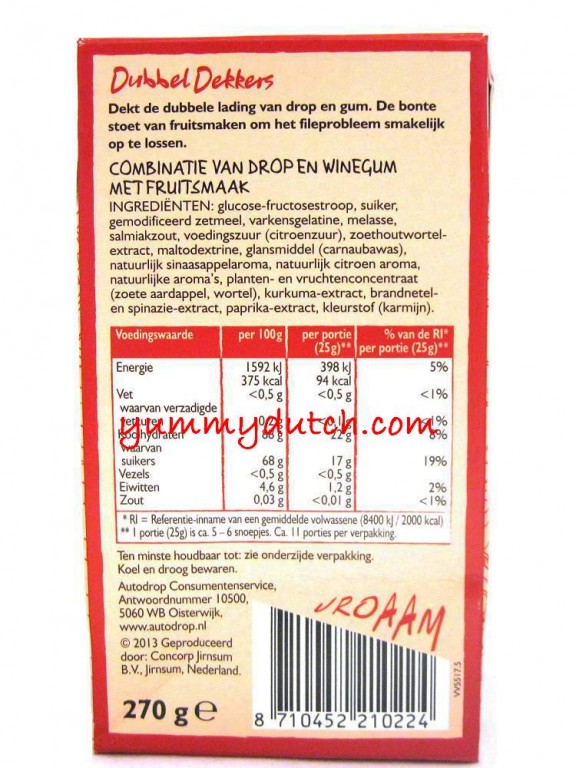 Dubbel Dekkers
Dekt de dubbele lading van drop en gum. De bonte
stoet van fruitsmaken om het fileprobleem smakelijk
op te lossen.
COMBINATIE VAN DROP EN WINEGUM
MET FRUITSMAAK
INGREDIËNTEN: glucose-fructosestroop, suiker,
gemodificeerd zetmeel, varkensgelatine, melasse,
salmiakzout, voedingszuur (citroenzuur), zoethoutwortel-
extract, maltodextrine, glansmiddel (carnaubawas),
natuurlijk sinaasappelaroma, natuurlijk citroen aroma,
natuurlijke aroma's, planten- en vruchtenconcentraat
(zoete aardappel, wortel), kurkuma-extract, brandnetel-
en spinazie-extract, paprika-extract, kleurstof (karmijn).
Voedingswaarde per 100g per portie (25g)** % van de RI* per portie (25g)**
Energie 1592 kJ 398 kJ 5%
375 kcal 94 kcal
Vet <0,5 g <0,5 g <1%
waarvan verzadigde
yummydutch.com
Koolhydraten 22 g 8%
waarvan
suikers 68 g 17 g 19%
Vezels <0,5 g <0,5 g
Eiwitten 4,6 g 1,2 g 2%
Zout 0,03 g <0,01 g <1%
* RI = Referentie-inname van een gemiddelde volwassene (8400 kJ / 2000 kcal)
** 1 portie (25g) is ca. 5 – 6 snoepjes. Ca. 11 porties per verpakking.
Ten minste houdbaar tot: zie onderzijde verpakking.
Koel en droog bewaren.
Autodrop Consumentenservice,
Antwoordnummer 10500,
5060 WB Oisterwijk,
www.autodrop.nl
© 2013 Geproduceerd
door: Concorp Jirnsum
B.V., Jirnsum, Nederland.
VROAAM
270 g e
8 710452 210224
VV5517.5